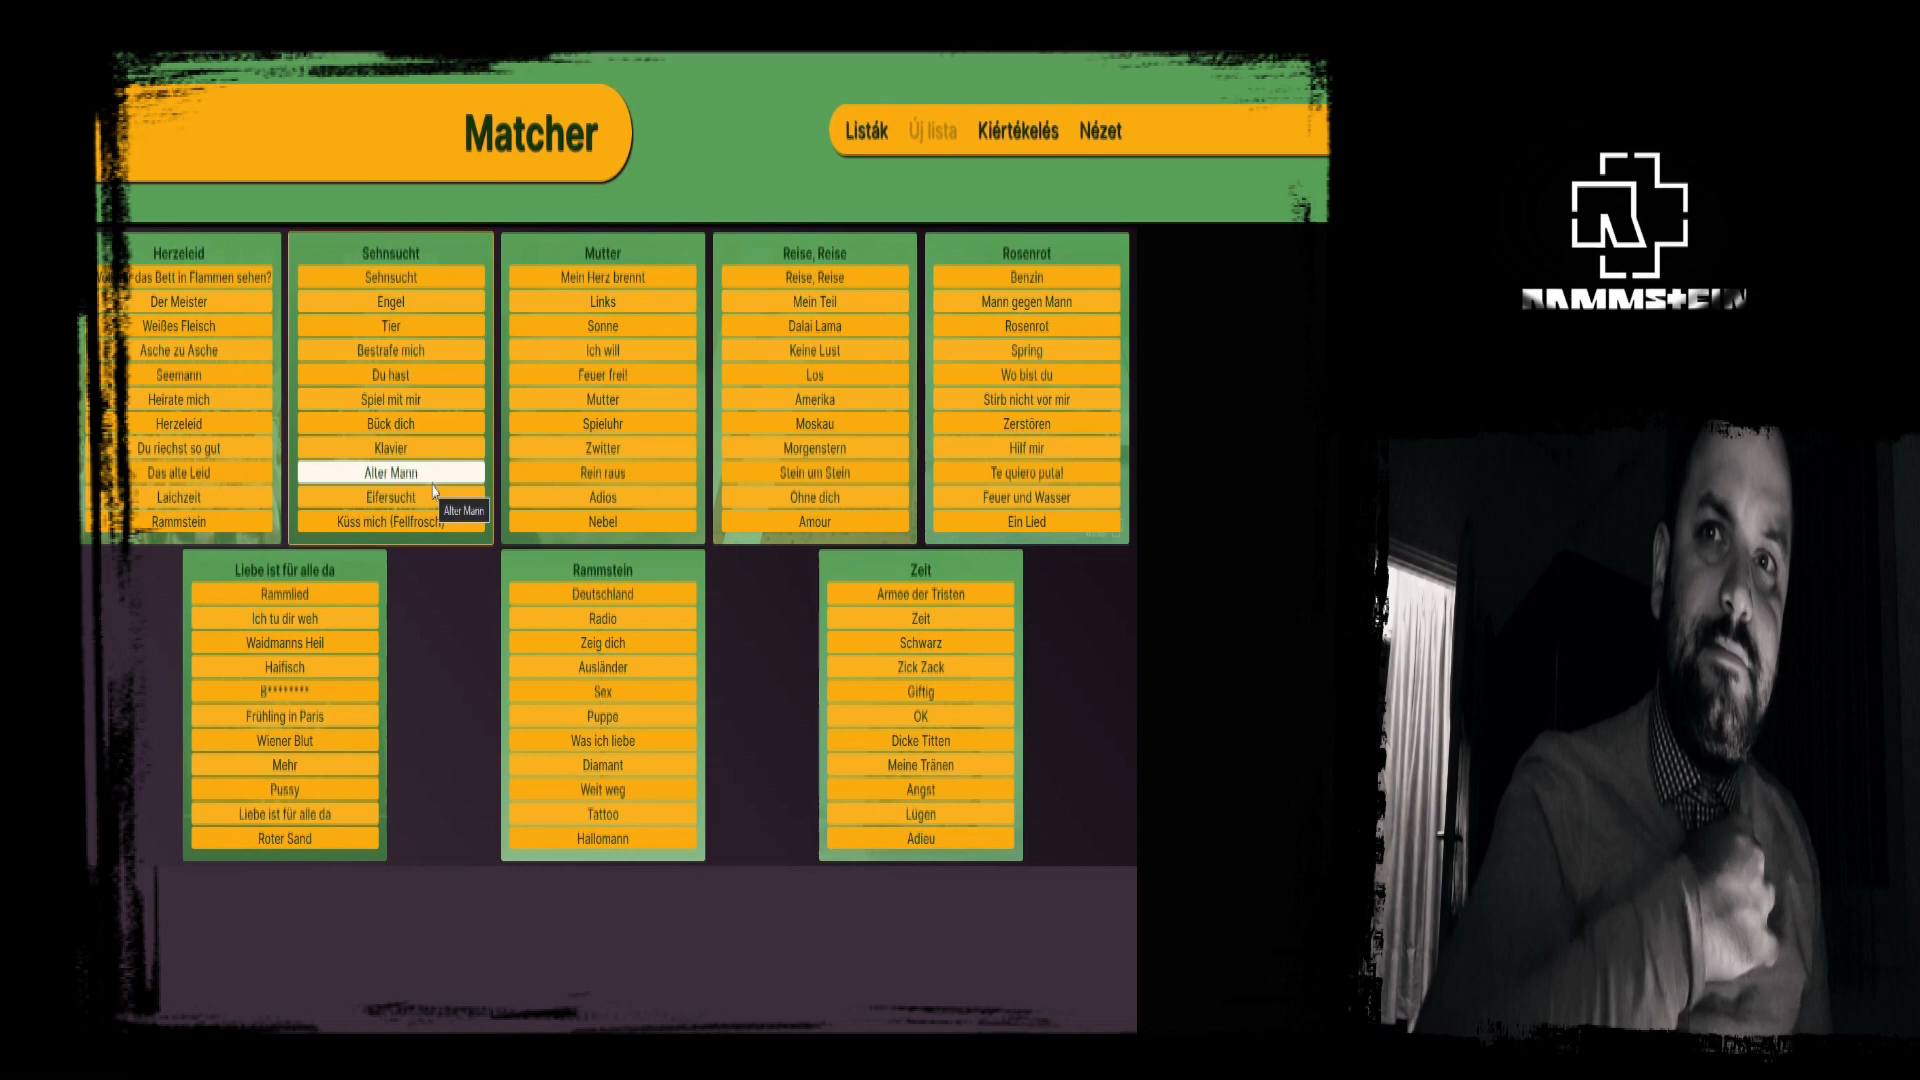 Matcher
Listák Új lista Kiértékelés Nézet
RAMMSTEIN
Herzeleid
das Bett in Flammen sehen?
Der Meister
Weißes Fleisch
Asche zu Asche
Seemann
Heirate mich
Herzeleid
Du riechst so gut
Das alte Leid
Laichzeit
Rammstein
Sehnsucht
Sehnsucht
Engel
Tier
Bestrafe mich
Du hast
Spiel mit mir
Bück dich
Klavier
Alter Mann
Eifersucht
Alter Mann
Küss mich (Fellfrosch)
Mutter
Mein Herz brennt
Links
Sonne
Ich will
Feuer frei!
Mutter
Spieluhr
Zwitter
Rein raus
Adios
Nebel
Reise, Reise
Reise, Reise
Mein Teil
Dalai Lama
Keine Lust
Los
Amerika
Moskau
Morgenstern
Stein um Stein
Ohne dich
Amour
Rosenrot
Benzin
Mann gegen Mann
Rosenrot
Spring
Wo bist du
Stirb nicht vor mir
Zerstören
Hilf mir
Te quiero puta!
Feuer und Wasser
Ein Lied
Liebe ist für alle da
Rammlied
Ich tu dir weh
Waidmanns Heil
Haifisch
B********
Frühling in Paris
Wiener Blut
Mehr
Pussy
Liebe ist für alle da
Roter Sand
Rammstein
Deutschland
Radio
Zeig dich
Ausländer
Sex
Puppe
Was ich liebe
Diamant
Weit weg
Tattoo
Hallomann
Zeit
Armee der Tristen
Zeit
Schwarz
Zick Zack
Giftig
OK
Dicke Titten
Meine Tränen
Angst
Lügen
Adieu